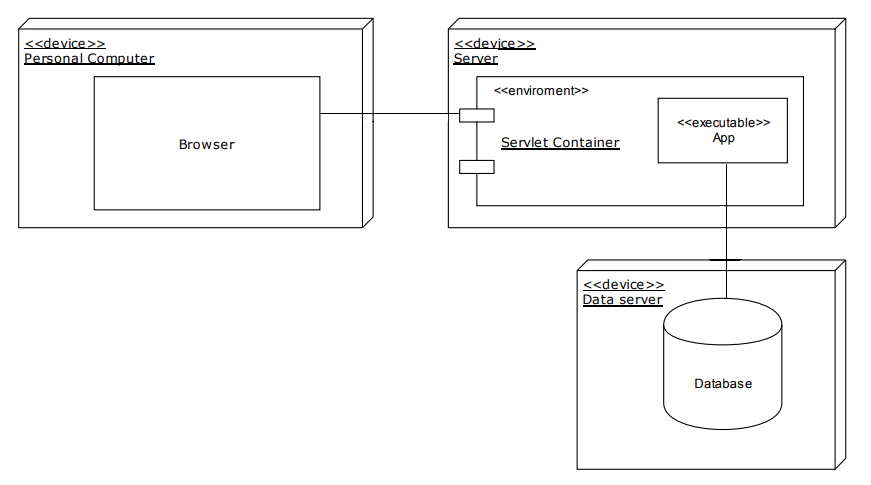 <<device>>
Personal Computer
Browser
<<device>>
Server
<<enviroment>>
Servlet Container
<<executable>>
App
<<device>>
Data server
Database